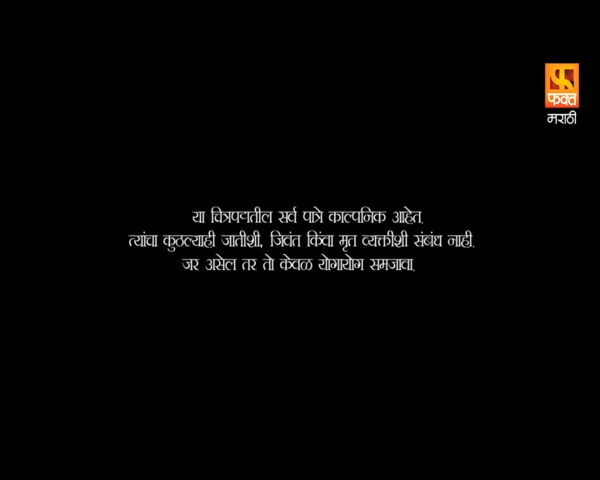 फक्त
मराठी
या चित्रपटातील सर्व पात्रे काल्पनिक आहेत.
त्यांचा कुठल्याही जातीशी, जिवंत किंवा मृत व्यक्तीशी संबंध नाही.
जर असेल तर तो केवळ योगायोग समजावा.